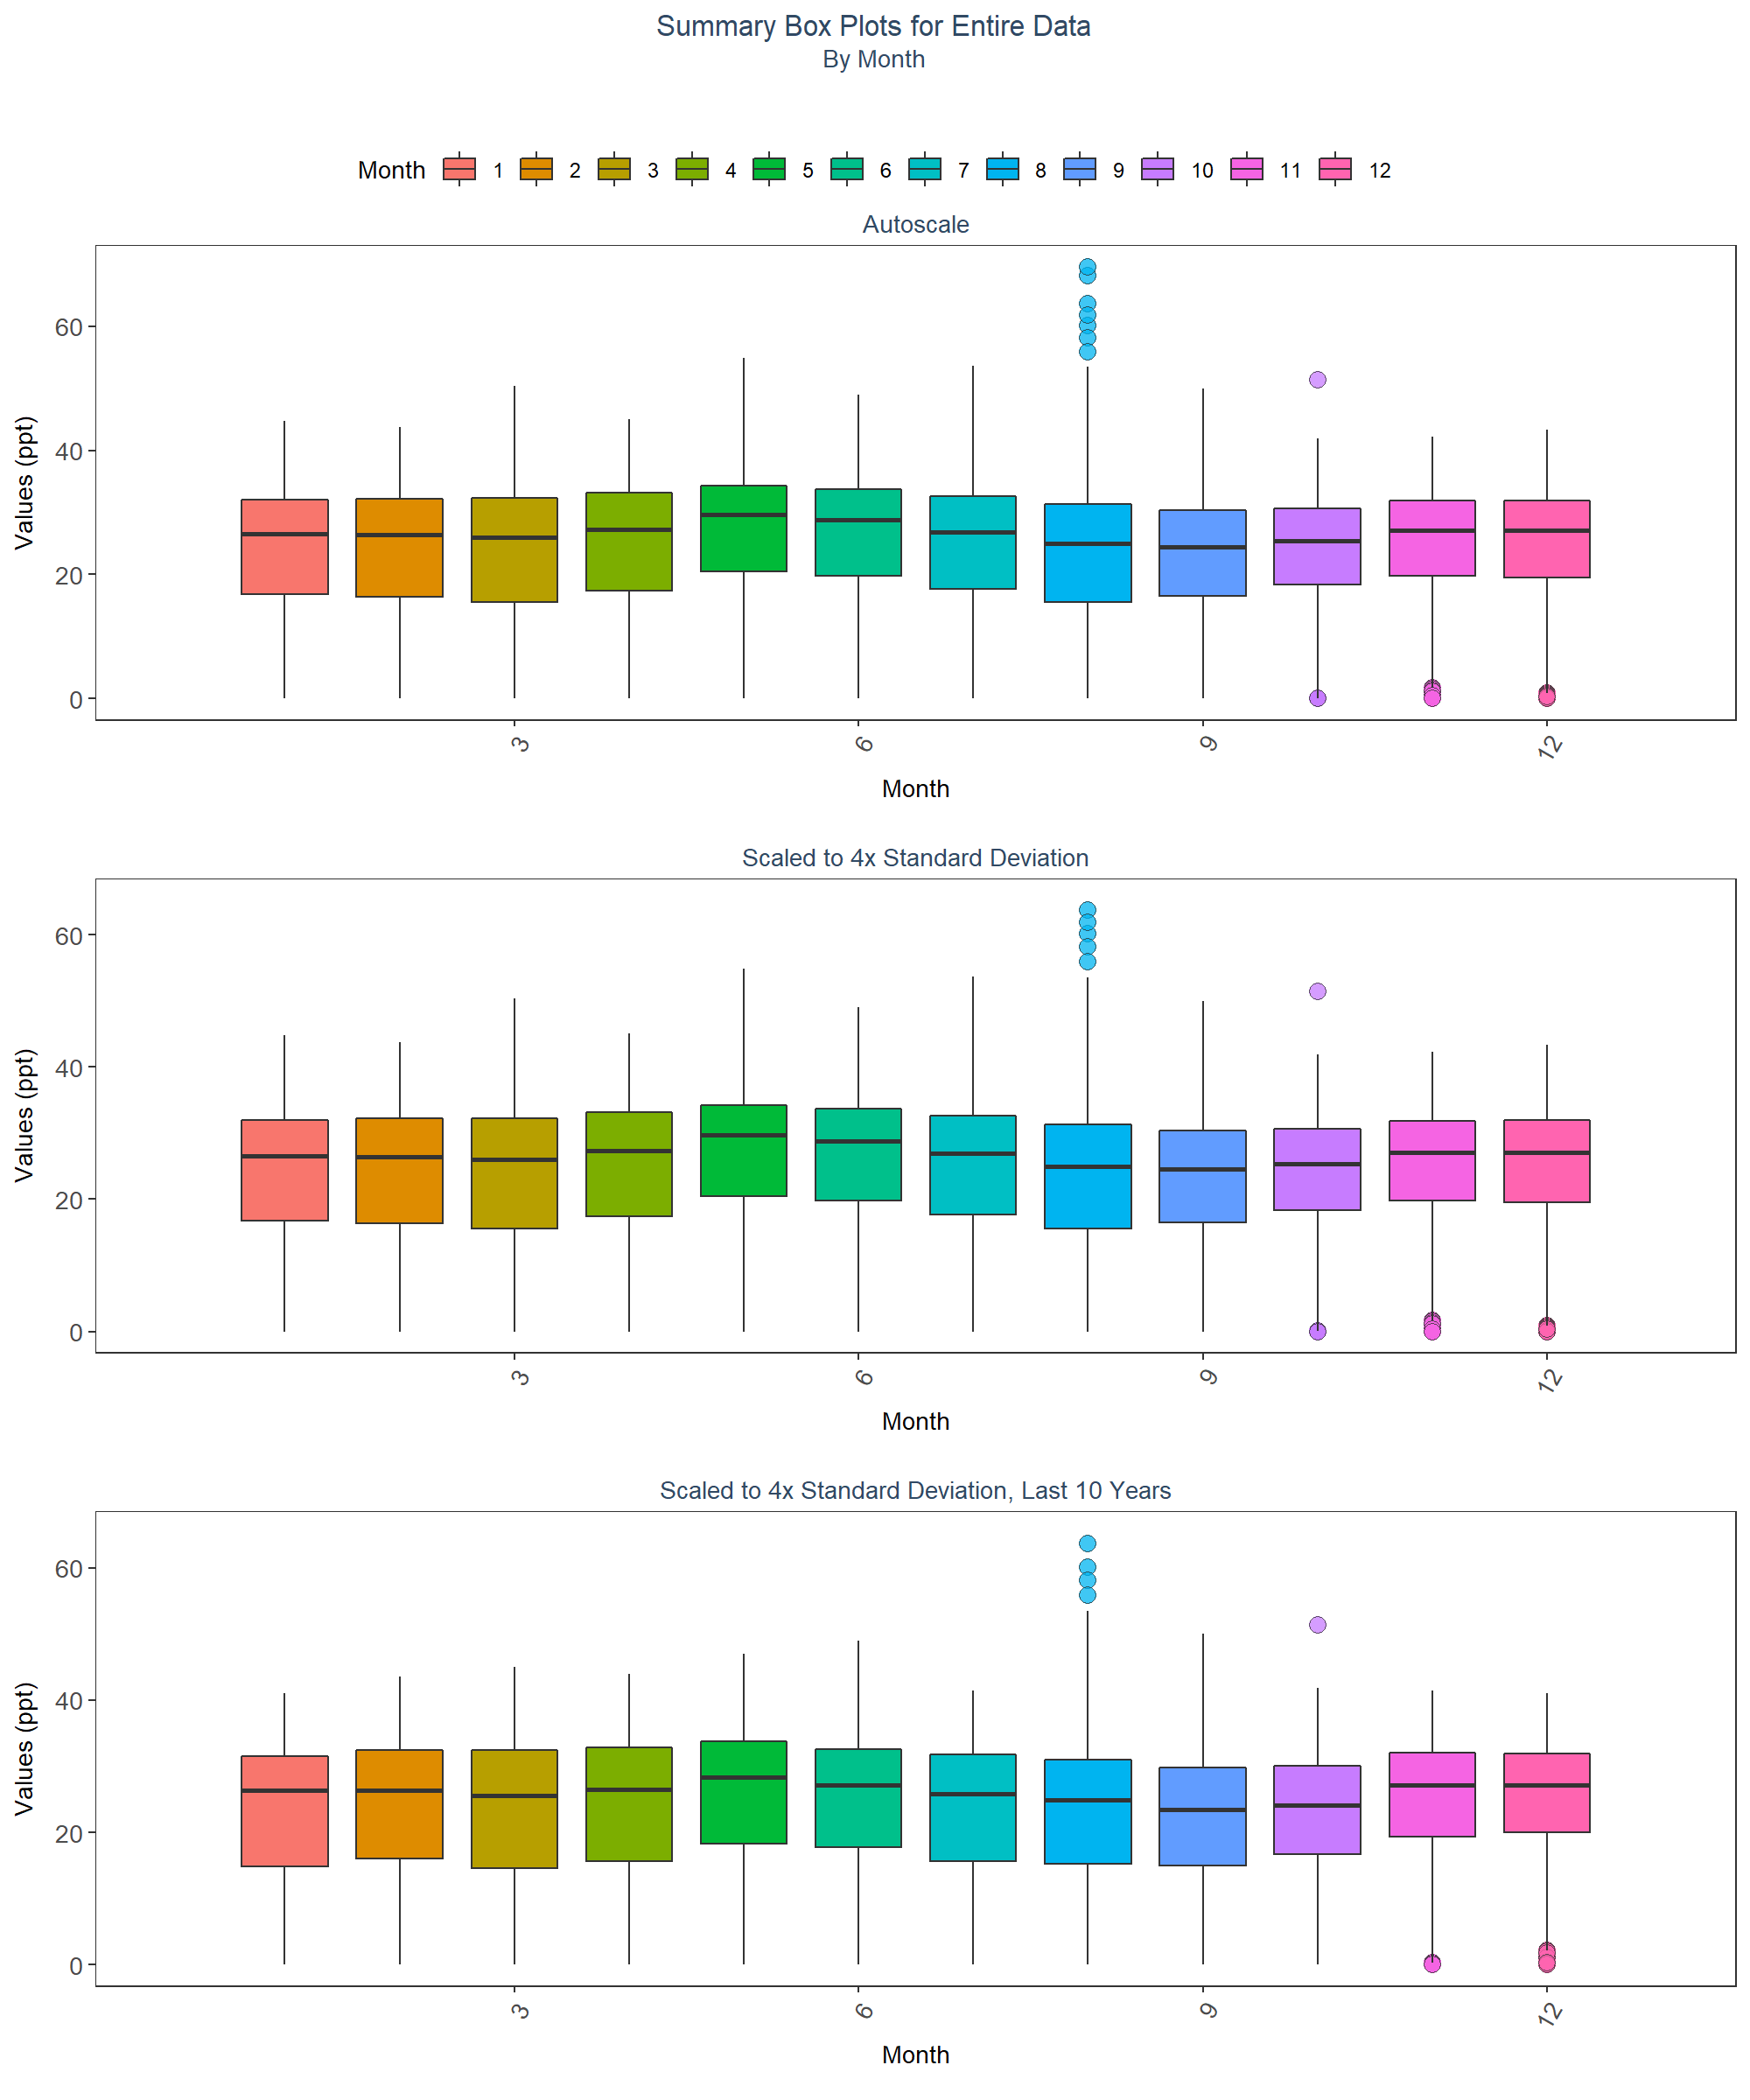 Summary Box Plots for Entire Data
By Month
Month 1 2 3 4 5 6 7 8 9 10 11 12
Autoscale
Values (ppt)
60
40
20
0
3 6 9 12
Month
Scaled to 4x Standard Deviation
Values (ppt)
60
40
20
0
3 6 9 12
Month
Scaled to 4x Standard Deviation, Last 10 Years
Values (ppt)
60
40
20
0
3 6 9 12
Month